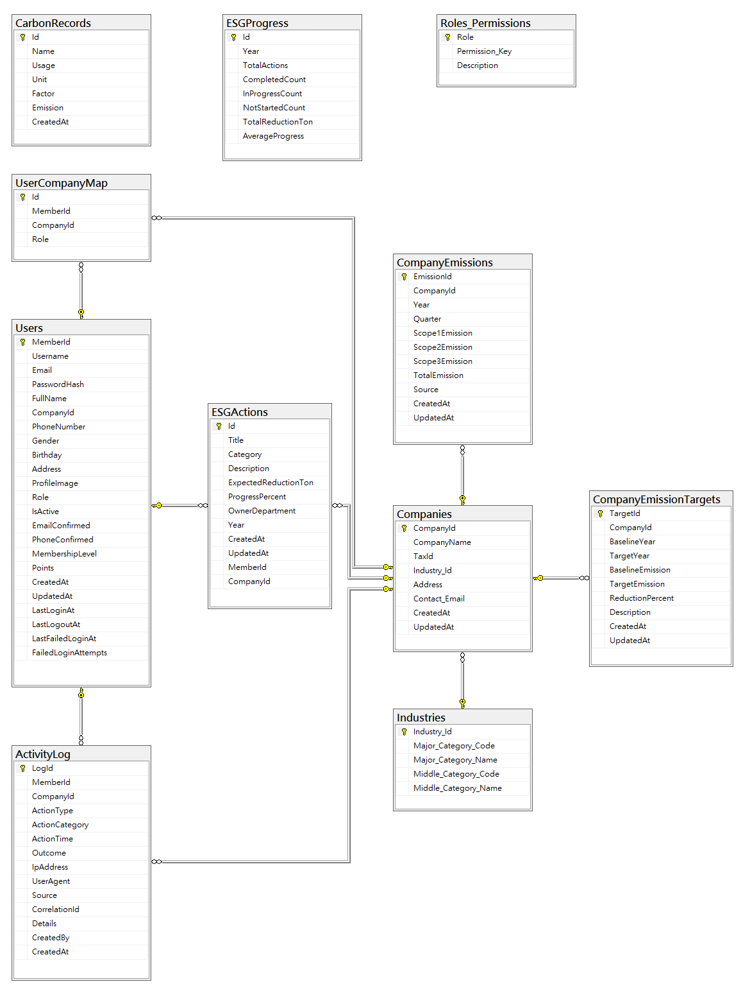 CarbonRecords
Id
Name
Usage
Unit
Factor
Emission
CreatedAt
ESGProgress
Id
Year
TotalActions
CompletedCount
InProgressCount
NotStartedCount
TotalReductionTon
AverageProgress
Roles_Permissions
Role
Permission_Key
Description
UserCompanyMap
Id
MemberId
CompanyId
Role
CompanyEmissions
EmissionId
CompanyId
Year
Quarter
Scope1Emission
Scope2Emission
Scope3Emission
TotalEmission
Source
CreatedAt
UpdatedAt
Users
MemberId
Username
Email
PasswordHash
FullName
CompanyId
PhoneNumber
Gender
Birthday
Address
ProfileImage
Role
IsActive
EmailConfirmed
PhoneConfirmed
MembershipLevel
Points
CreatedAt
UpdatedAt
LastLoginAt
LastLogoutAt
LastFailedLoginAt
FailedLoginAttempts
ESGActions
Id
Title
Category
Description
ExpectedReductionTon
ProgressPercent
OwnerDepartment
Year
CreatedAt
UpdatedAt
MemberId
CompanyId
Companies
CompanyId
CompanyName
TaxId
Industry_Id
Address
Contact_Email
CreatedAt
UpdatedAt
CompanyEmissionTargets
TargetId
CompanyId
BaselineYear
TargetYear
BaselineEmission
TargetEmission
ReductionPercent
Description
CreatedAt
UpdatedAt
Industries
Industry_Id
Major_Category_Code
Major_Category_Name
Middle_Category_Code
Middle_Category_Name
ActivityLog
LogId
MemberId
CompanyId
ActionType
ActionCategory
ActionTime
Outcome
IpAddress
UserAgent
Source
CorrelationId
Details
CreatedBy
CreatedAt